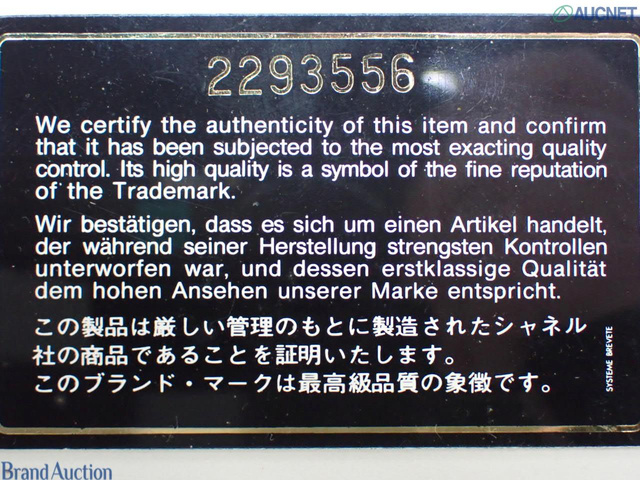 AUCNET
2293556
We certify the authenticity of this item and confirm
that it has been subjected to the most exacting quality
control. Its high quality is a symbol of the fine reputation
of the Trademark.
Wir bestätigen, dass es sich um einen Artikel handelt,
der während seiner Herstellung strengsten Kontrollen
unterworfen war, und dessen erstklassige Qualität
dem hohen Ansehen unserer Marke entspricht.
この製品は厳しい管理のもとに製造されたシャネル
社の商品であることを証明いたします。
このブランド・マークは最高級品質の象徴です。
SYSTEME BREVETE
Brand Auction